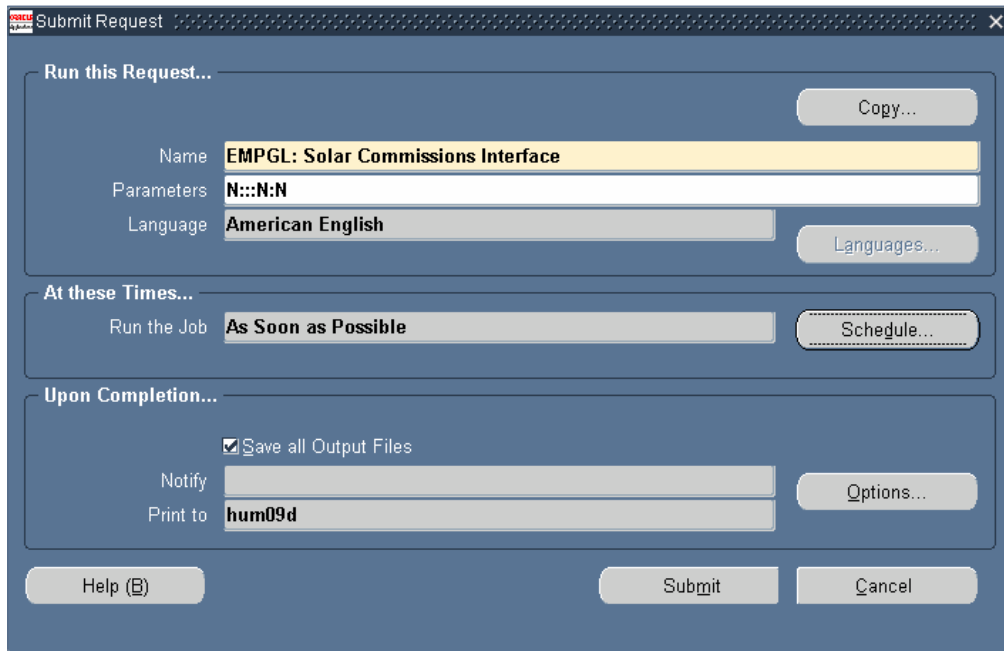 ORACLE
Submit Request
Run this Request...
Copy...
Name EMPGL: Solar Commissions Interface
Parameters N:::N:N
Language American English
Languages...
At these Times...
Run the Job As Soon as Possible
Schedule...
Upon Completion...
Save all Output Files
Notify
Options...
Print to hum09d
Help (B) Submit Cancel